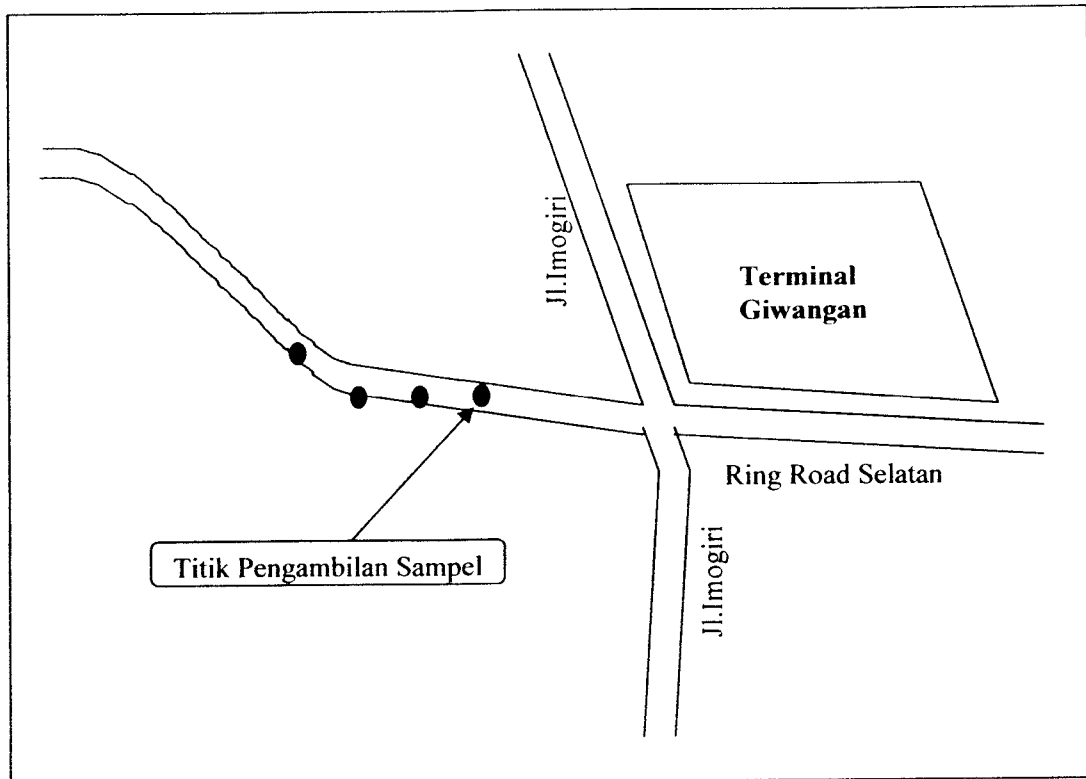 Jl.Imogiri
Terminal
Giwangan
Ring Road Selatan
Titik Pengambilan Sampel
Jl.Imogiri